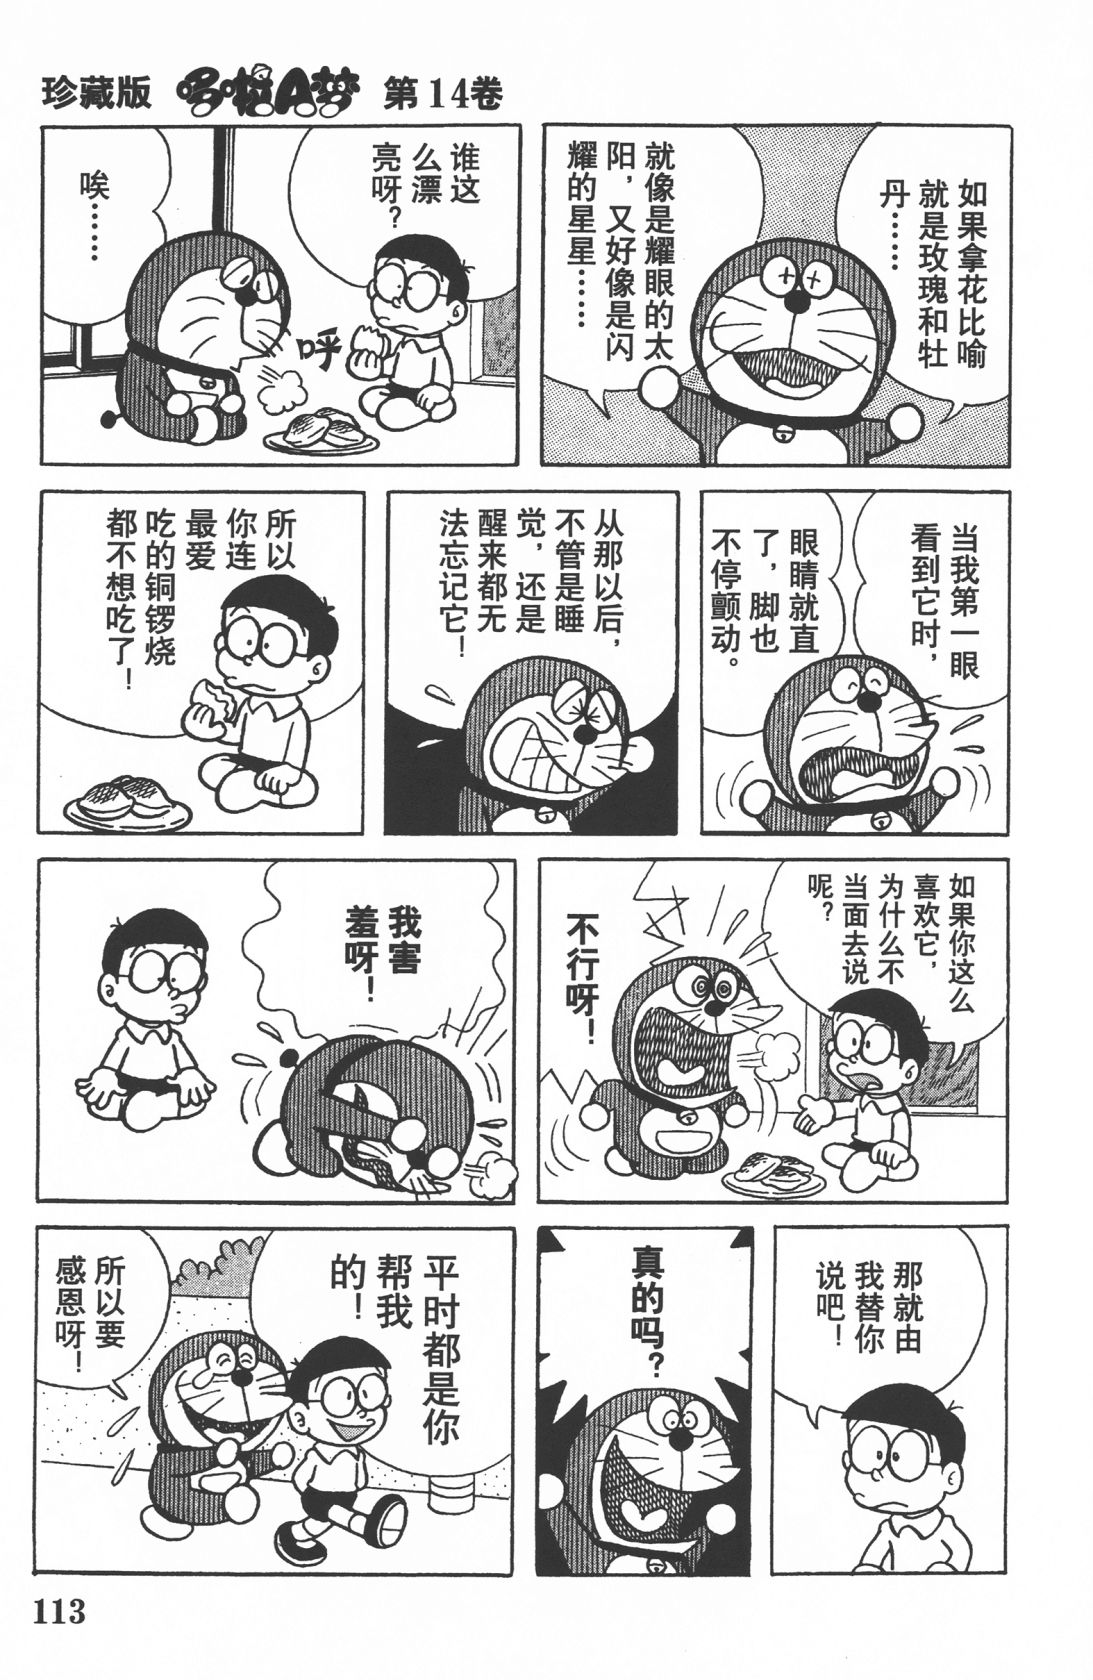 珍藏版 哆啦A梦 第14卷
如果拿花比喻
就是玫瑰和牡
丹……
就像是耀眼的太
阳，又好像是闪
耀的星星……
谁这
么漂
亮呀？
呼
唉……
当我第一眼
看到它时，
眼睛就直
了，脚也
不停颤动。
从那以后，
不管是睡
觉，还是
醒来都无
法忘记它！
所以
你连
最爱
吃的铜锣烧
都不想吃了！
如果你这么
喜欢它，
为什么不
当面去说
呢？
不行呀！
我害
羞呀！
那就由
我替你
说吧！
真的吗？
平时都是你
帮我
的！
所以要
感恩呀！
113